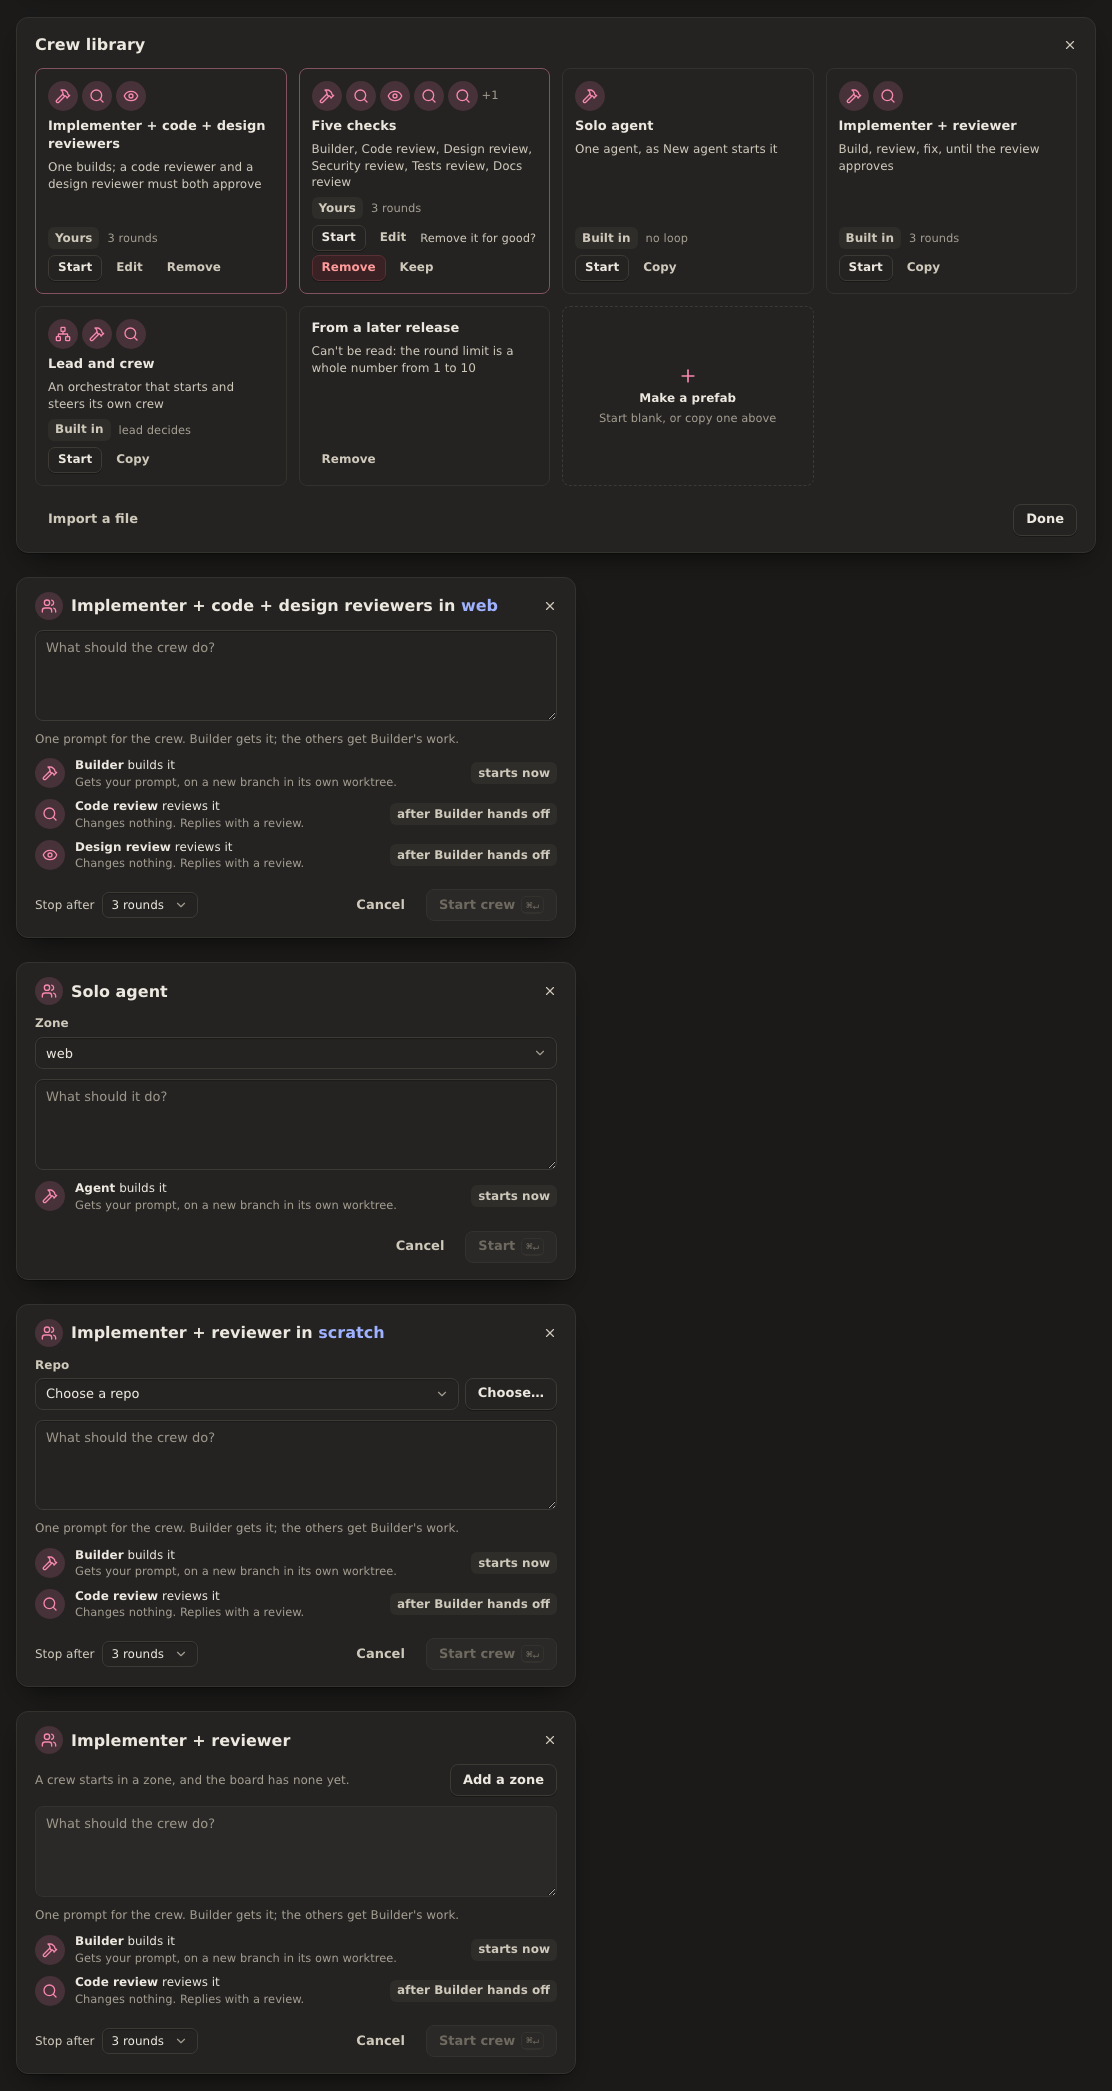 Crew library
+1
Implementer + code + design
reviewers
One builds; a code reviewer and a
design reviewer must both approve
Yours 3 rounds
Start Edit Remove
Five checks
Builder, Code review, Design review,
Security review, Tests review, Docs
review
Yours 3 rounds
Start Edit Remove it for good?
Remove Keep
Solo agent
One agent, as New agent starts it
Built in no loop
Start Copy
Implementer + reviewer
Build, review, fix, until the review
approves
Built in 3 rounds
Start Copy
Lead and crew
An orchestrator that starts and
steers its own crew
Built in lead decides
Start Copy
From a later release
Can't be read: the round limit is a
whole number from 1 to 10
Remove
Make a prefab
Start blank, or copy one above
Import a file
Done
Implementer + code + design reviewers in web
What should the crew do?
One prompt for the crew. Builder gets it; the others get Builder's work.
Builder builds it
Gets your prompt, on a new branch in its own worktree.
starts now
Code review reviews it
Changes nothing. Replies with a review.
after Builder hands off
Design review reviews it
Changes nothing. Replies with a review.
after Builder hands off
Stop after 3 rounds Cancel Start crew ⌘↵
Solo agent
Zone
web
What should it do?
Agent builds it
Gets your prompt, on a new branch in its own worktree.
starts now
Cancel Start ⌘↵
Implementer + reviewer in scratch
Repo
Choose a repo Choose...
What should the crew do?
One prompt for the crew. Builder gets it; the others get Builder's work.
Builder builds it
Gets your prompt, on a new branch in its own worktree.
starts now
Code review reviews it
Changes nothing. Replies with a review.
after Builder hands off
Stop after 3 rounds Cancel Start crew ⌘↵
Implementer + reviewer
A crew starts in a zone, and the board has none yet. Add a zone
What should the crew do?
One prompt for the crew. Builder gets it; the others get Builder's work.
Builder builds it
Gets your prompt, on a new branch in its own worktree.
starts now
Code review reviews it
Changes nothing. Replies with a review.
after Builder hands off
Stop after 3 rounds Cancel Start crew ⌘↵